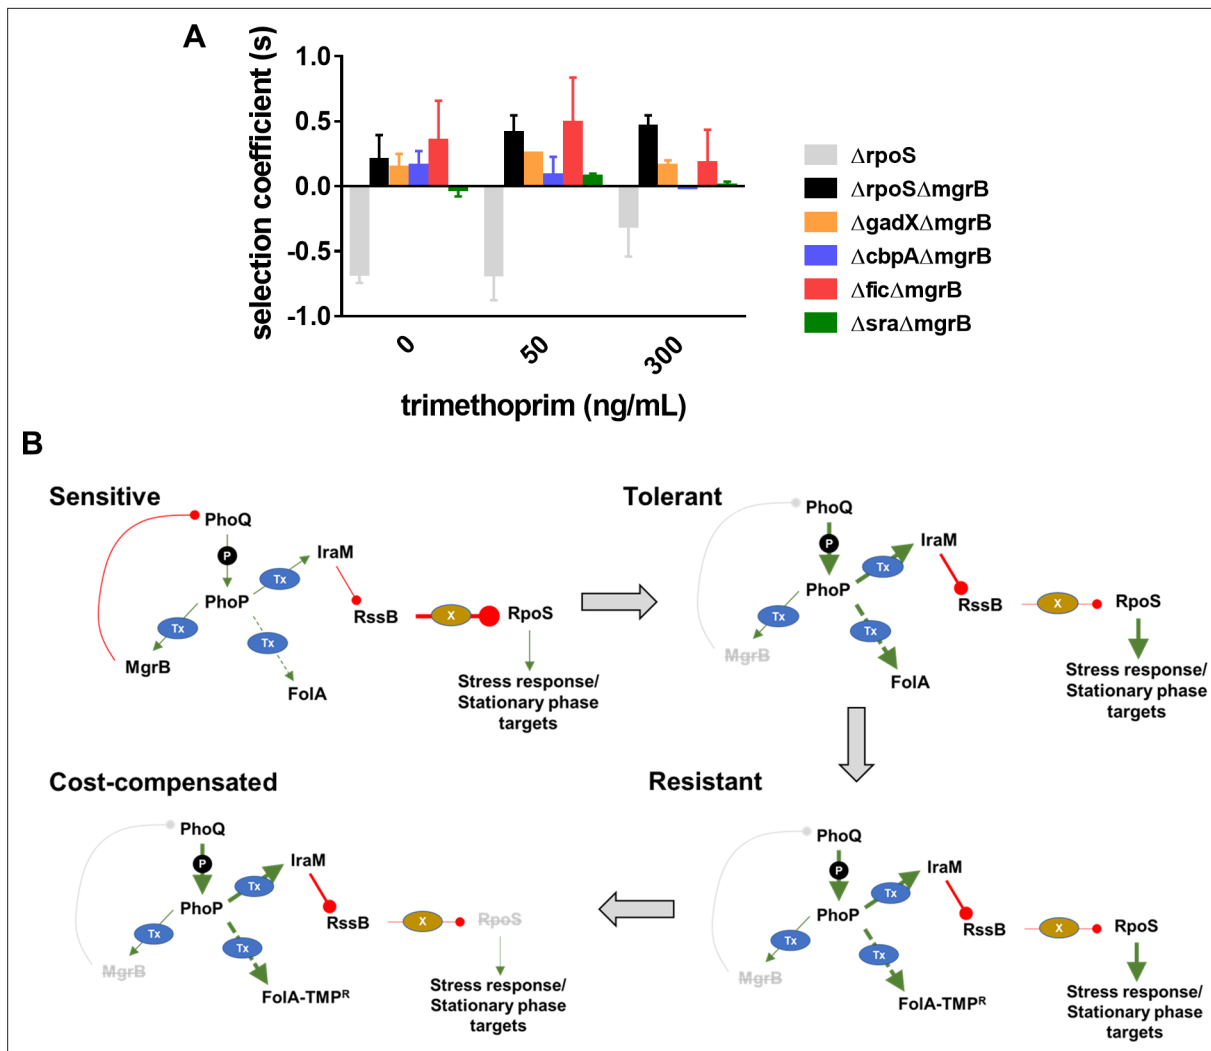 A
selection coefficient (s)
1.0
0.5
0.0
-0.5
-1.0
0
50
300
trimethoprim (ng/mL)
ΔrpoS
ΔrpoSΔmgrB
ΔgadXΔmgrB
ΔcbpAΔmgrB
ΔficΔmgrB
ΔsraΔmgrB
B
Sensitive
PhoQ
P
IraM
Tx
PhoP
RssB
X
RpoS
Tx
Tx
MgrB
FolA
Stress response/
Stationary phase
targets
Tolerant
PhoQ
P
IraM
Tx
PhoP
RssB
X
RpoS
Tx
Tx
MgrB
FolA
Stress response/
Stationary phase
targets
Cost-compensated
PhoQ
P
IraM
Tx
PhoP
RssB
X
RpoS
Tx
Tx
MgrB
FolA-TMPᴿ
Stress response/
Stationary phase
targets
Resistant
PhoQ
P
IraM
Tx
PhoP
RssB
X
RpoS
Tx
Tx
MgrB
FolA-TMPᴿ
Stress response/
Stationary phase
targets